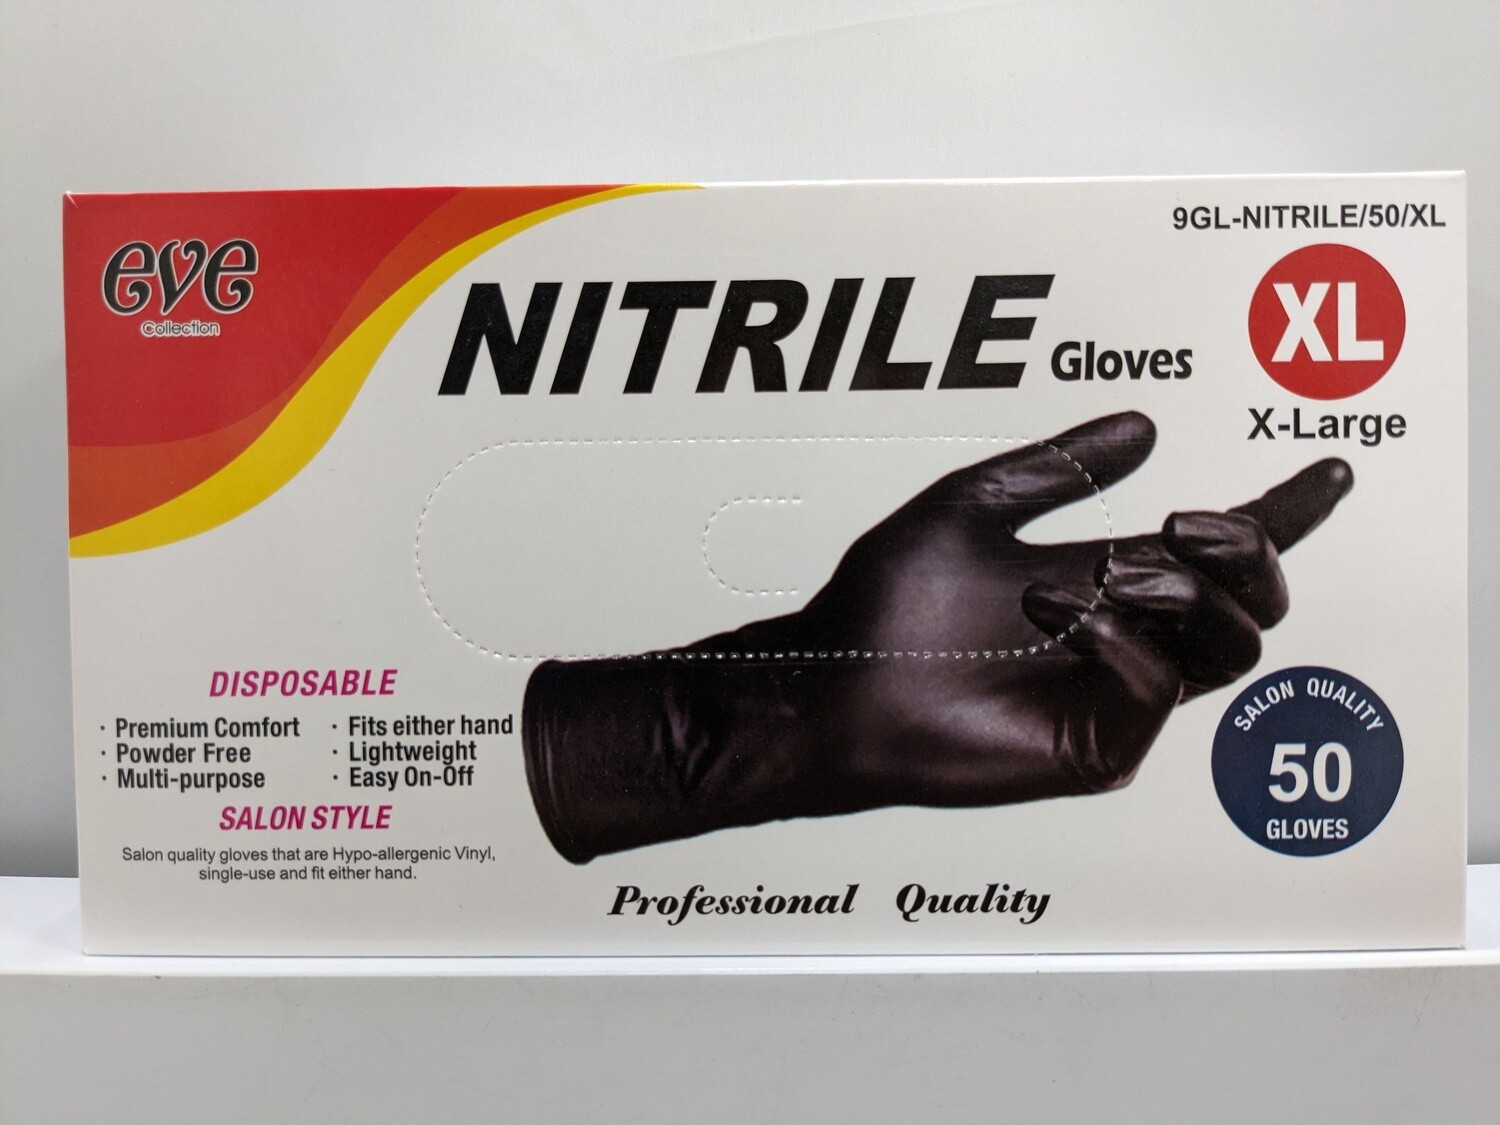 9GL-NITRILE/50/XL
eve
Collection
NITRILE Gloves
XL
X-Large
DISPOSABLE
· Premium Comfort
· Powder Free
· Multi-purpose
· Fits either hand
· Lightweight
· Easy On-Off
SALON STYLE
Salon quality gloves that are Hypo-allergenic Vinyl,
single-use and fit either hand.
SALON QUALITY
50
GLOVES
Professional Quality